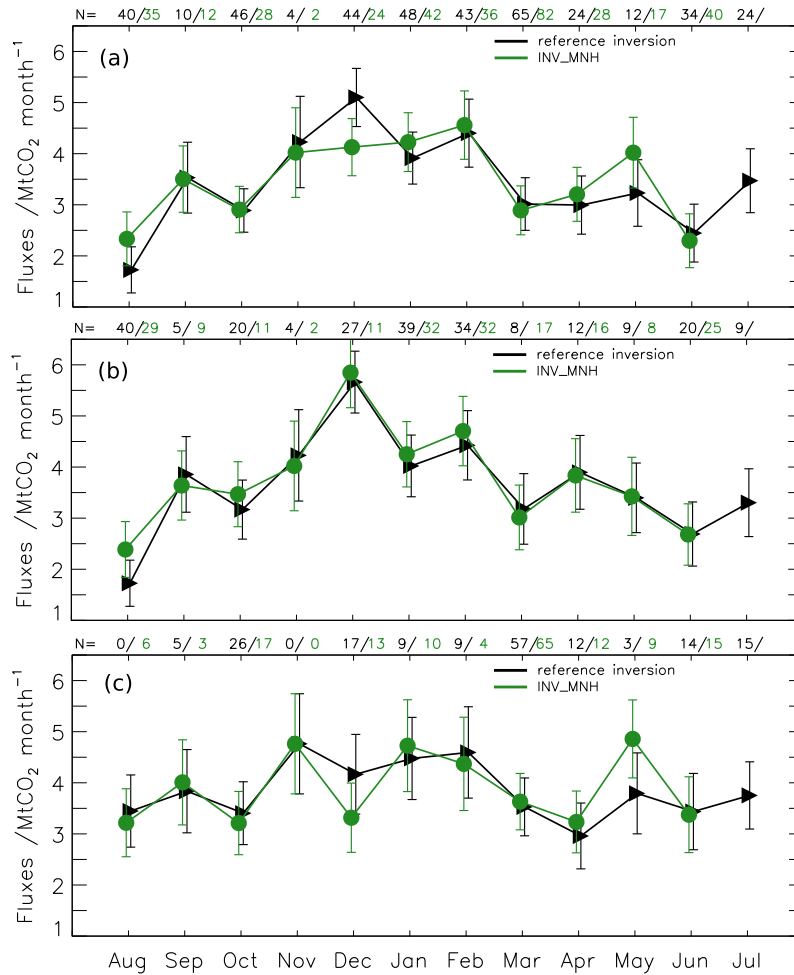 N= 40/35 10/12 46/28 4/ 2 44/24 48/42 43/36 65/82 24/28 12/17 34/40 24/
6
(a)
reference inversion
INV_MNH
5
4
3
2
1
Fluxes /MtCO2 month−1
N= 40/29 5/ 9 20/11 4/ 2 27/11 39/32 34/32 8/ 17 12/16 9/ 8 20/25 9/
6
(b)
reference inversion
INV_MNH
5
4
3
2
1
Fluxes /MtCO2 month−1
N= 0/ 6 5/ 3 26/17 0/ 0 17/13 9/ 10 9/ 4 57/65 12/12 3/ 9 14/15 15/
6
(c)
reference inversion
INV_MNH
5
4
3
2
1
Fluxes /MtCO2 month−1
Aug Sep Oct Nov Dec Jan Feb Mar Apr May Jun Jul